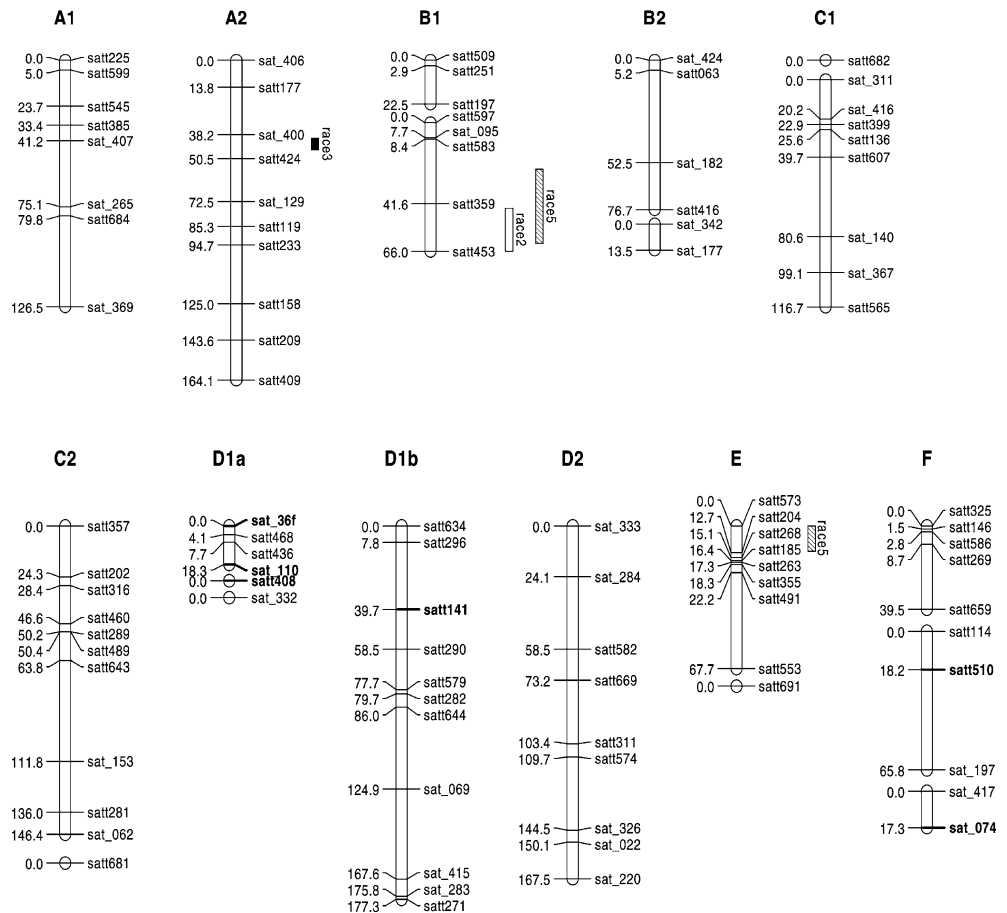 A1
0.0 satt225
5.0 satt599
23.7 satt545
33.4 satt385
41.2 sat_407
75.1 sat_265
79.8 satt684
126.5 sat_369
A2
0.0 sat_406
13.8 satt177
38.2 sat_400
50.5 satt424
72.5 sat_129
85.3 satt119
94.7 satt233
125.0 satt158
143.6 satt209
164.1 satt409
race3
B1
0.0 satt509
2.9 satt251
22.5 satt197
0.0 satt597
7.7 sat_095
8.4 satt583
41.6 satt359
66.0 satt453
race2
race5
B2
0.0 sat_424
5.2 satt063
52.5 sat_182
76.7 satt416
0.0 sat_342
13.5 sat_177
C1
0.0 satt682
0.0 sat_311
20.2 sat_416
22.9 satt399
25.6 satt136
39.7 satt607
80.6 sat_140
99.1 sat_367
116.7 satt565
C2
0.0 satt357
24.3 satt202
28.4 satt316
46.6 satt460
50.2 satt289
50.4 satt489
63.8 satt643
111.8 sat_153
136.0 satt281
146.4 sat_062
0.0 satt681
D1a
0.0 sat_36f
4.1 satt468
7.7 satt436
18.3 sat_110
0.0 satt408
0.0 sat_332
D1b
0.0 satt634
7.8 satt296
39.7 satt141
58.5 satt290
77.7 satt579
79.7 satt282
86.0 satt644
124.9 sat_069
167.6 sat_415
175.8 sat_283
177.3 satt271
D2
0.0 sat_333
24.1 sat_284
58.5 satt582
73.2 satt669
103.4 satt311
109.7 satt574
144.5 sat_326
150.1 sat_022
167.5 sat_220
E
0.0 satt573
12.7 satt204
15.1 satt268
16.4 satt185
17.3 satt263
18.3 satt355
22.2 satt491
67.7 satt553
0.0 satt691
race5
F
0.0 satt325
1.5 satt146
2.8 satt586
8.7 satt269
39.5 satt659
0.0 satt114
18.2 satt510
65.8 sat_197
0.0 sat_417
17.3 sat_074